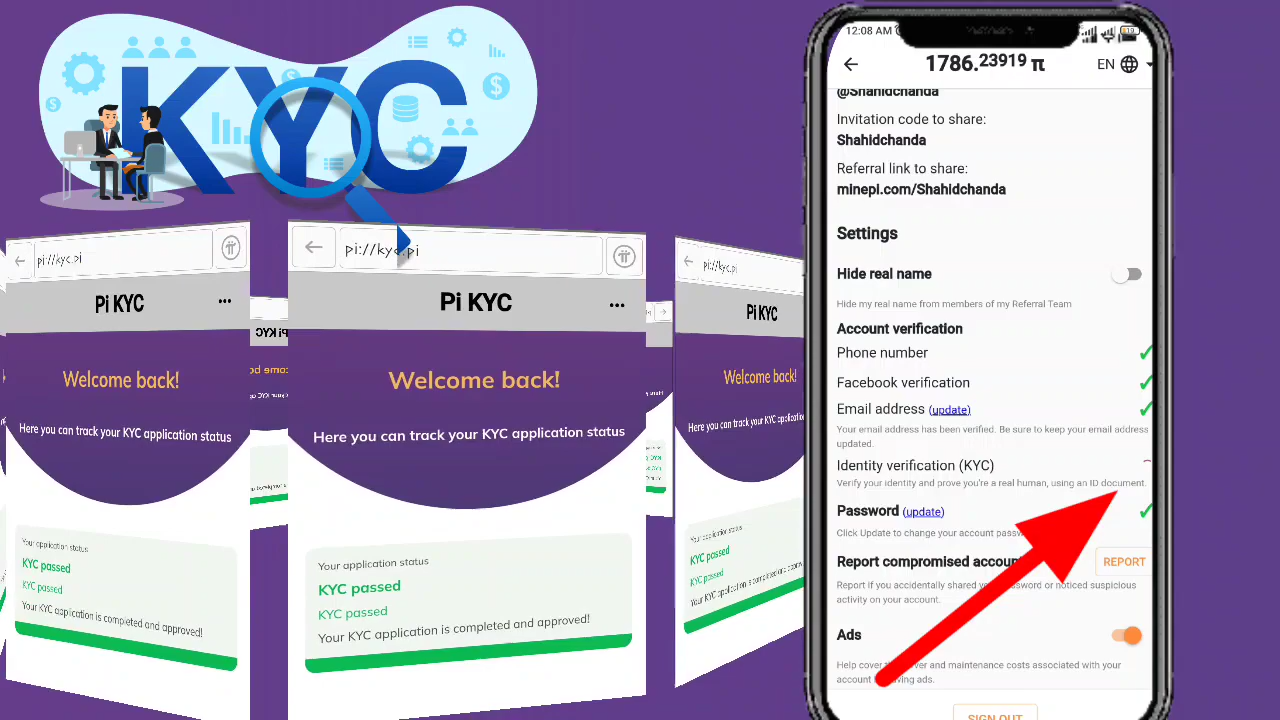 KYC
pi://kyc.pi
Pi KYC
Welcome back!
Here you can track your KYC application status
Your application status
KYC passed
KYC passed
Your KYC application is completed and approved!
pi://kyc.pi
Pi KYC
Welcome back!
Here you can track your KYC application status
Your application status
KYC passed
KYC passed
Your KYC application is completed and approved!
pi://kyc.pi
Pi KYC
Welcome back!
Here you can track your KYC application
Your application status
KYC passed
KYC passed
Your KYC application is completed and appro
12:08 AM
1786.23919 π
EN
@Shahidchanda
Invitation code to share:
Shahidchanda
Referral link to share:
minepi.com/Shahidchanda
Settings
Hide real name
Hide my real name from members of my Referral Team
Account verification
Phone number
Facebook verification
Email address (update)
Your email address has been verified. Be sure to keep your email address
updated.
Identity verification (KYC)
Verify your identity and prove you're a real human, using an ID document.
Password (update)
Click Update to change your account passw
Report compromised accoun
REPORT
Report if you accidentally shared your password or noticed suspicious
activity on your account.
Ads
Help cover the server and maintenance costs associated with your
account by ving ads.
SIGN OUT